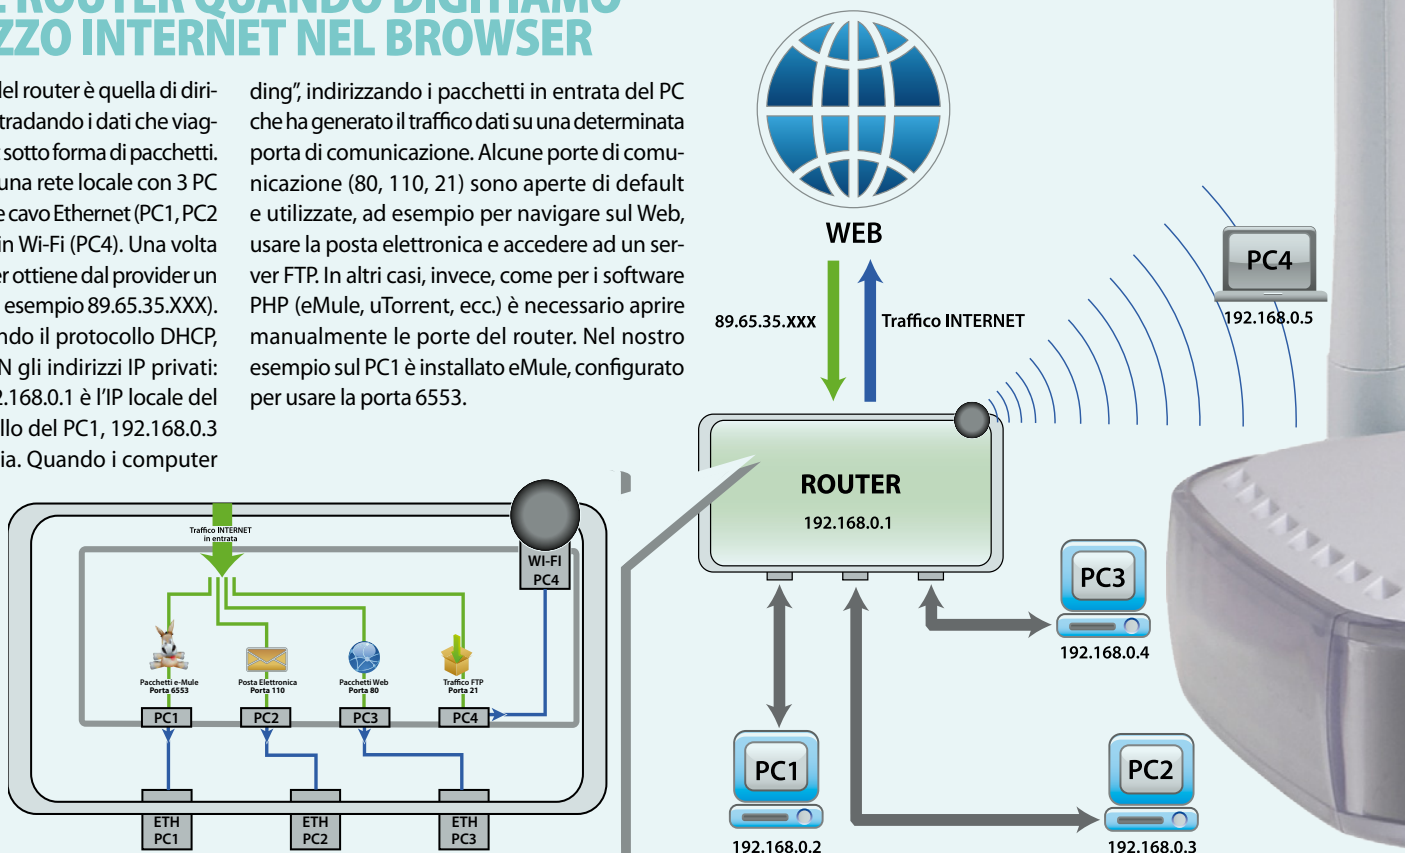 ROUTER QUANDO DIGITIAMO
ZZO INTERNET NEL BROWSER
del router è quella di diri-
tradando i dati che viag-
sotto forma di pacchetti.
una rete locale con 3 PC
e cavo Ethernet (PC1, PC2
in Wi-Fi (PC4). Una volta
er ottiene dal provider un
esempio 89.65.35.XXX).
ndo il protocollo DHCP,
N gli indirizzi IP privati:
2.168.0.1 è l'IP locale del
llo del PC1, 192.168.0.3
ia. Quando i computer
ding", indirizzando i pacchetti in entrata del PC
che ha generato il traffico dati su una determinata
porta di comunicazione. Alcune porte di comu-
nicazione (80, 110, 21) sono aperte di default
e utilizzate, ad esempio per navigare sul Web,
usare la posta elettronica e accedere ad un ser-
ver FTP. In altri casi, invece, come per i software
PHP (eMule, uTorrent, ecc.) è necessario aprire
manualmente le porte del router. Nel nostro
esempio sul PC1 è installato eMule, configurato
per usare la porta 6553.
WEB
89.65.35.XXX
Traffico INTERNET
PC4
192.168.0.5
ROUTER
192.168.0.1
PC3
192.168.0.4
PC1
192.168.0.2
PC2
192.168.0.3
Traffico INTERNET
in entrata
WI-FI
PC4
Pacchetti e-Mule
Porta 6553
Posta Elettronica
Porta 110
Pacchetti Web
Porta 80
Traffico FTP
Porta 21
PC1
PC2
PC3
PC4
ETH
PC1
ETH
PC2
ETH
PC3